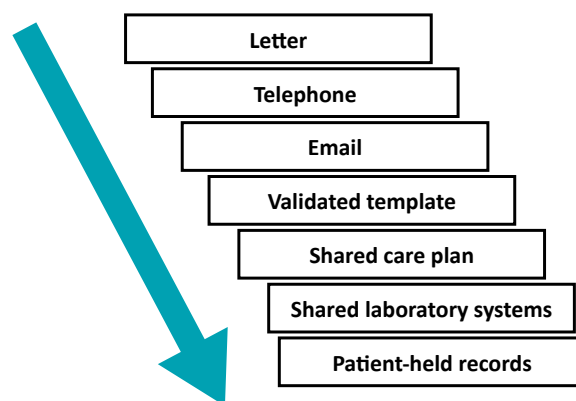 Letter
Telephone
Email
Validated template
Shared care plan
Shared laboratory systems
Patient-held records